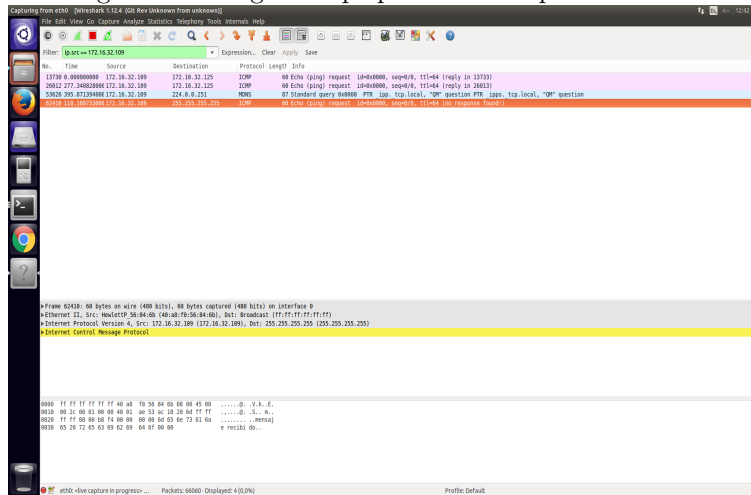 Capturing from eth0 [Wireshark 1.12.4 (Git Rev Unknown from unknown)]
12:42
File Edit View Go Capture Analyze Statistics Telephony Tools Internals Help
Filter: ip.src == 172.16.32.109 Expression... Clear Apply Save
No. Time Source Destination Protocol Length Info
13730 0.000000000 172.16.32.109 172.16.32.125 ICMP 60 Echo (ping) request id=0x0000, seq=0/0, ttl=64 (reply in 13733)
26012 277.34082800 172.16.32.109 172.16.32.125 ICMP 60 Echo (ping) request id=0x0000, seq=0/0, ttl=64 (reply in 26013)
53626 395.87139400 172.16.32.109 224.0.0.251 MDNS 87 Standard query 0x0000 PTR _ipp._tcp.local, "QM" question PTR _ipps._tcp.local, "QM" question
62410 118.10973300 172.16.32.109 255.255.255.255 ICMP 60 Echo (ping) request id=0x0000, seq=0/0, ttl=64 (no response found!)
Frame 62410: 60 bytes on wire (480 bits), 60 bytes captured (480 bits) on interface 0
Ethernet II, Src: HewlettP_56:84:6b (40:a8:f0:56:84:6b), Dst: Broadcast (ff:ff:ff:ff:ff:ff)
Internet Protocol Version 4, Src: 172.16.32.109 (172.16.32.109), Dst: 255.255.255.255 (255.255.255.255)
Internet Control Message Protocol
0000 ff ff ff ff ff ff 40 a8 f0 56 84 6b 08 00 45 00 ......@. .V.k..E.
0010 00 2c 00 01 00 00 40 01 ae 53 ac 10 20 6d ff ff .,....@. .S.. m..
0020 ff ff 08 00 b8 f4 00 00 00 00 6d 65 6e 73 61 6a ........ ..mensaj
0030 65 20 72 65 63 69 62 69 64 6f 00 00 e recibi do..
eth0: <live capture in progress> ... Packets: 66060 · Displayed: 4 (0,0%) Profile: Default